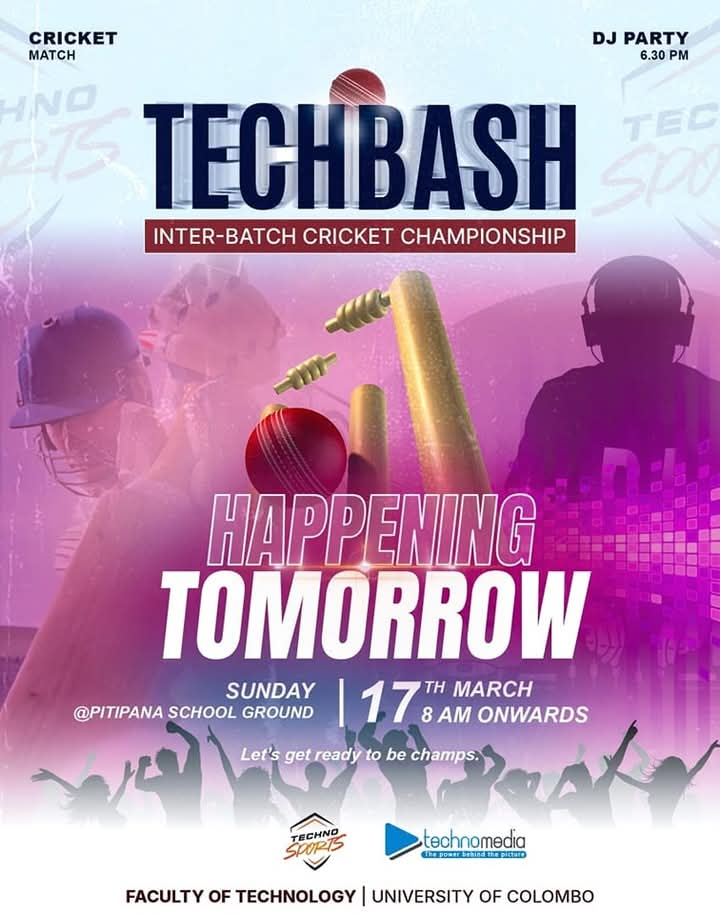 CRICKET
MATCH
DJ PARTY
6.30 PM
TECHBASH
INTER-BATCH CRICKET CHAMPIONSHIP
HAPPENING
TOMORROW
SUNDAY
@PITIPANA SCHOOL GROUND
17TH MARCH
8 AM ONWARDS
Let's get ready to be champs.
TECHNO
SPORTS
technomedia
The power behind the picture
FACULTY OF TECHNOLOGY | UNIVERSITY OF COLOMBO